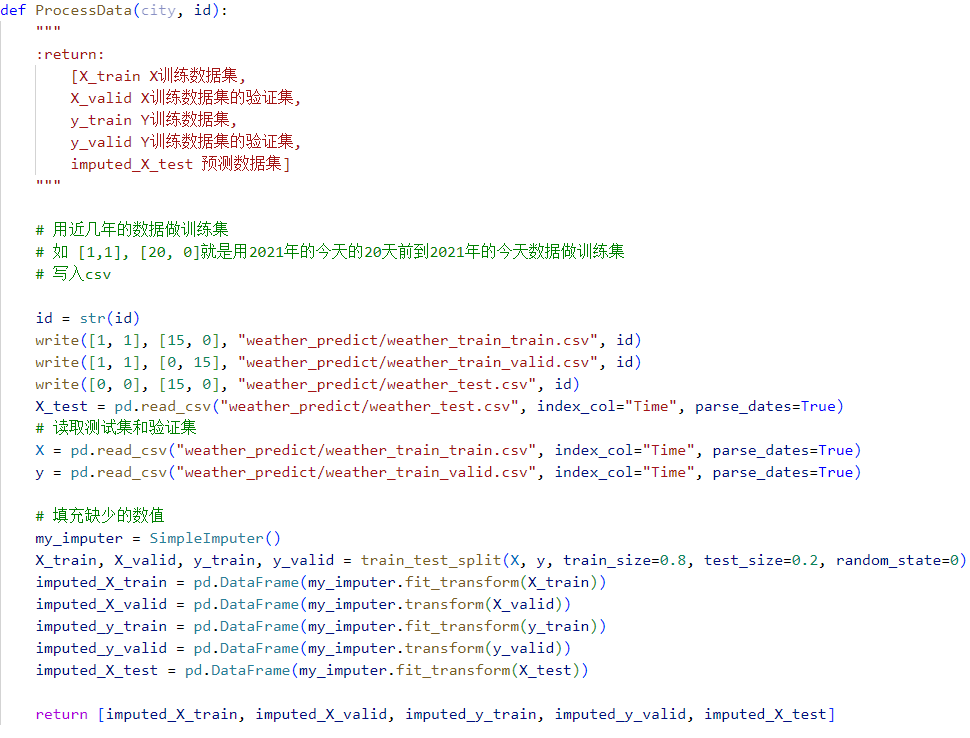 def ProcessData(city, id):
    """
    :return:
        [X_train X训练数据集,
        X_valid X训练数据集的验证集,
        y_train Y训练数据集,
        y_valid Y训练数据集的验证集,
        imputed_X_test 预测数据集]
    """
    # 用近几年的数据做训练集
    # 如 [1,1], [20, 0]就是用2021年的今天的20天前到2021年的今天数据做训练集
    # 写入csv
    id = str(id)
    write([1, 1], [15, 0], "weather_predict/weather_train_train.csv", id)
    write([1, 1], [0, 15], "weather_predict/weather_train_valid.csv", id)
    write([0, 0], [15, 0], "weather_predict/weather_test.csv", id)
    X_test = pd.read_csv("weather_predict/weather_test.csv", index_col="Time", parse_dates=True)
    # 读取测试集和验证集
    X = pd.read_csv("weather_predict/weather_train_train.csv", index_col="Time", parse_dates=True)
    y = pd.read_csv("weather_predict/weather_train_valid.csv", index_col="Time", parse_dates=True)
    # 填充缺少的数值
    my_imputer = SimpleImputer()
    X_train, X_valid, y_train, y_valid = train_test_split(X, y, train_size=0.8, test_size=0.2, random_state=0)
    imputed_X_train = pd.DataFrame(my_imputer.fit_transform(X_train))
    imputed_X_valid = pd.DataFrame(my_imputer.transform(X_valid))
    imputed_y_train = pd.DataFrame(my_imputer.fit_transform(y_train))
    imputed_y_valid = pd.DataFrame(my_imputer.transform(y_valid))
    imputed_X_test = pd.DataFrame(my_imputer.fit_transform(X_test))
    return [imputed_X_train, imputed_X_valid, imputed_y_train, imputed_y_valid, imputed_X_test]